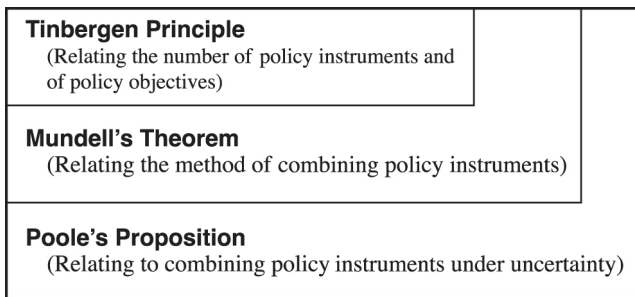 Tinbergen Principle
(Relating the number of policy instruments and
of policy objectives)
Mundell's Theorem
(Relating the method of combining policy instruments)
Poole's Proposition
(Relating to combining policy instruments under uncertainty)